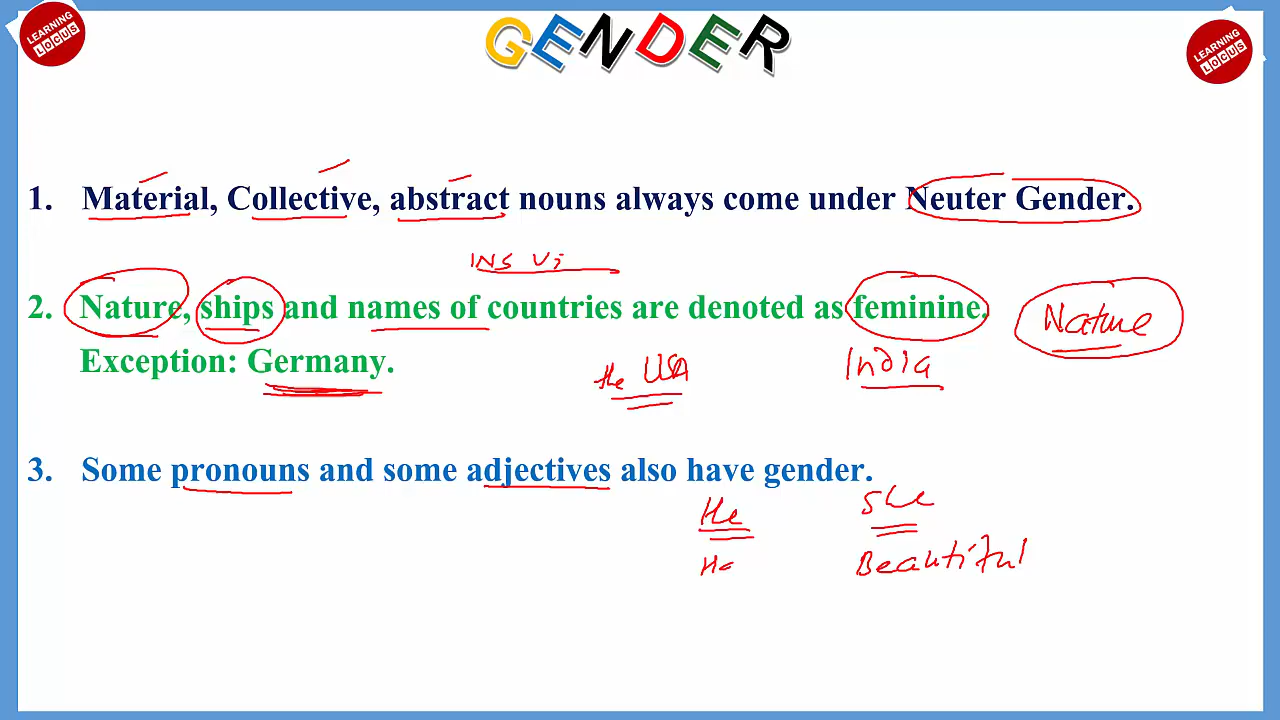 LEARNING LOCUS
GENDER
LEARNING LOCUS
1. Material, Collective, abstract nouns always come under Neuter Gender.
INS Vi
2. Nature, ships and names of countries are denoted as feminine.
Nature
Exception: Germany.
the USA
India
3. Some pronouns and some adjectives also have gender.
He
She
Beautiful